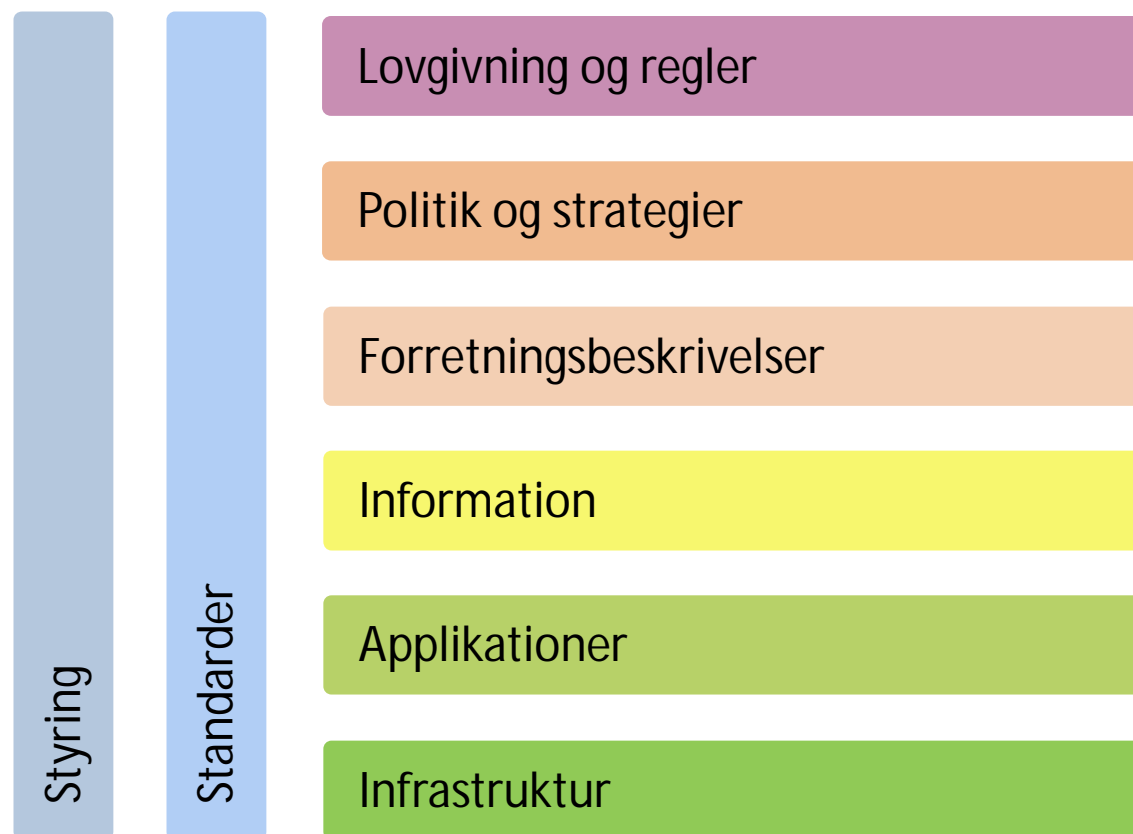 Styring
Standarder
Lovgivning og regler
Politik og strategier
Forretningsbeskrivelser
Information
Applikationer
Infrastruktur